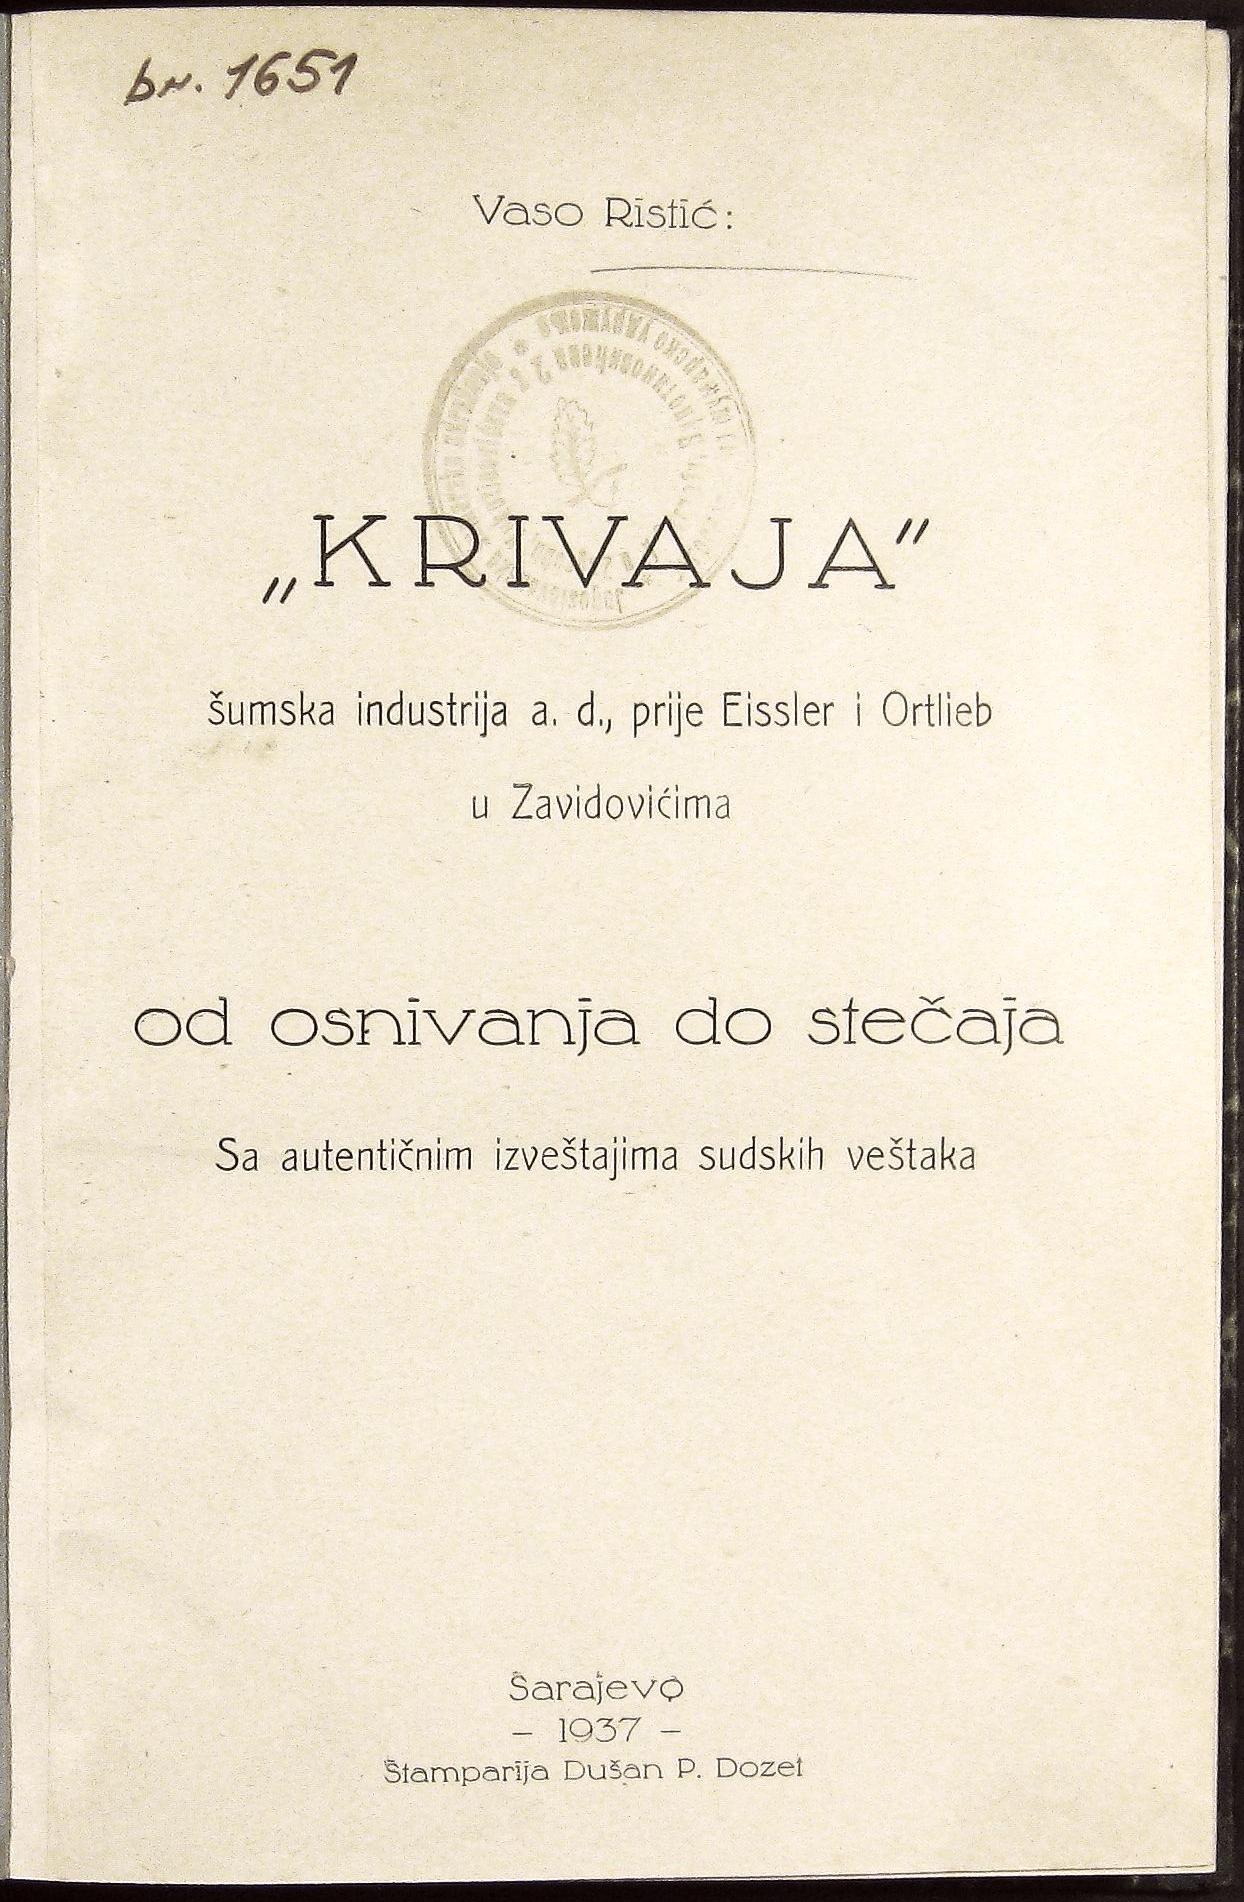 br. 1651
Vaso Ristić:
„KRIVAJA"
šumska industrija a. d., prije Eissler i Ortlieb
u Zavidovićima
od osnivanja do stečaja
Sa autentičnim izveštajima sudskih veštaka
Sarajevo
— 1937 —
Štamparija Dušan P. Dozet